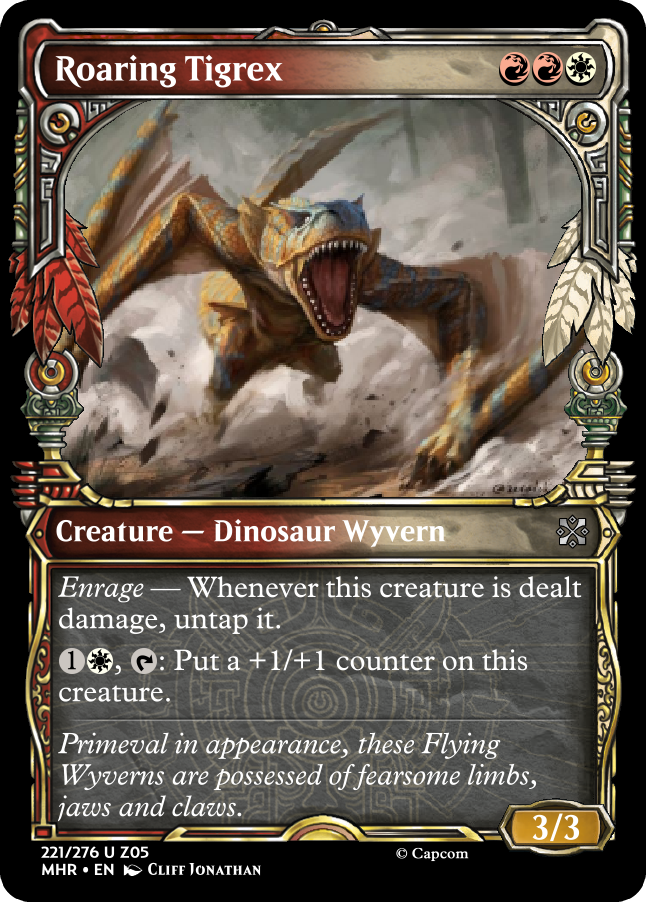 Roaring Tigrex
Creature — Dinosaur Wyvern
Enrage — Whenever this creature is dealt
damage, untap it.
1, : Put a +1/+1 counter on this
creature.
Primeval in appearance, these Flying
Wyverns are possessed of fearsome limbs,
jaws and claws.
3/3
221/276 U Z05
MHR • EN CLIFF JONATHAN
© Capcom